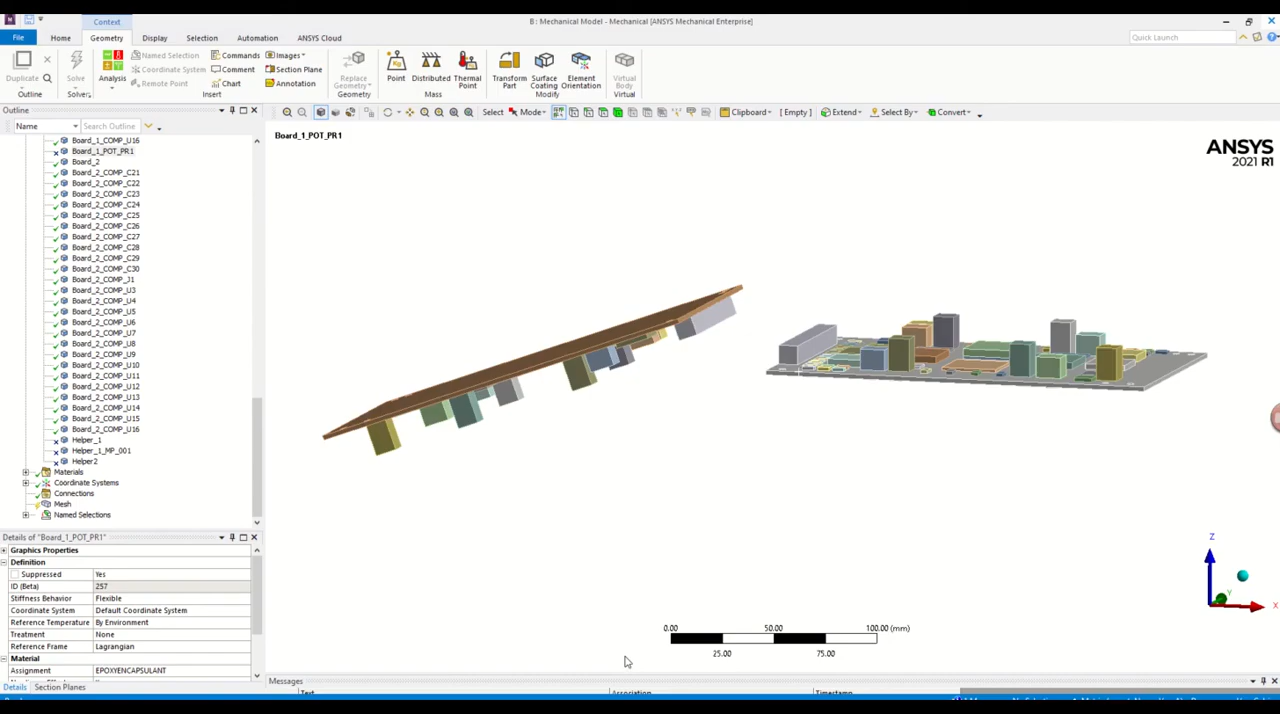 B : Mechanical Model - Mechanical [ANSYS Mechanical Enterprise]
Context
File Home Geometry Display Selection Automation ANSYS Cloud
Quick Launch
Duplicate
Solve
Analysis
Named Selection
Coordinate System
Remote Point
Commands
Comment
Chart
Images
Section Plane
Annotation
Replace
Geometry
Point
Distributed
Thermal
Point
Transform
Part
Surface
Coating
Element
Orientation
Virtual
Body
Outline Solver Insert Geometry Mass Modify Virtual
Outline
Name Search Outline
Select Mode Clipboard [ Empty ] Extend Select By Convert
Board_1_COMP_U16
Board_1_POT_PR1
Board_2
Board_2_COMP_C21
Board_2_COMP_C22
Board_2_COMP_C23
Board_2_COMP_C24
Board_2_COMP_C25
Board_2_COMP_C26
Board_2_COMP_C27
Board_2_COMP_C28
Board_2_COMP_C29
Board_2_COMP_C30
Board_2_COMP_J1
Board_2_COMP_U3
Board_2_COMP_U4
Board_2_COMP_U5
Board_2_COMP_U6
Board_2_COMP_U7
Board_2_COMP_U8
Board_2_COMP_U9
Board_2_COMP_U10
Board_2_COMP_U11
Board_2_COMP_U12
Board_2_COMP_U13
Board_2_COMP_U14
Board_2_COMP_U15
Board_2_COMP_U16
Helper_1
Helper_1_MP_001
Helper2
Materials
Coordinate Systems
Connections
Mesh
Named Selections
Details of "Board_1_POT_PR1"
Graphics Properties
Definition
Suppressed Yes
ID (Beta) 257
Stiffness Behavior Flexible
Coordinate System Default Coordinate System
Reference Temperature By Environment
Treatment None
Reference Frame Lagrangian
Material
Assignment EPOXYENCAPSULANT
Details Section Planes
Board_1_POT_PR1
ANSYS
2021 R1
Z
Y
X
0.00 50.00 100.00 (mm)
25.00 75.00
Messages
Text Association Timestamp